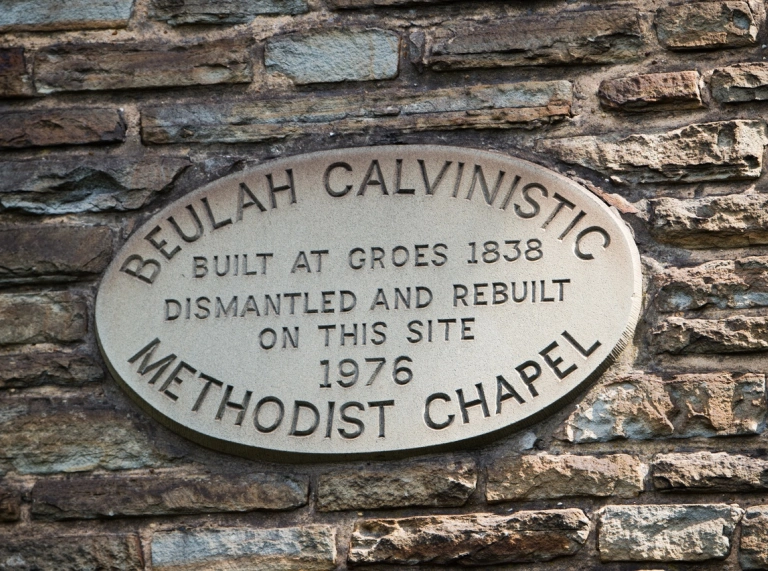 BEULAH CALVINISTIC
BUILT AT GROES 1838
DISMANTLED AND REBUILT
ON THIS SITE
1976
METHODIST CHAPEL